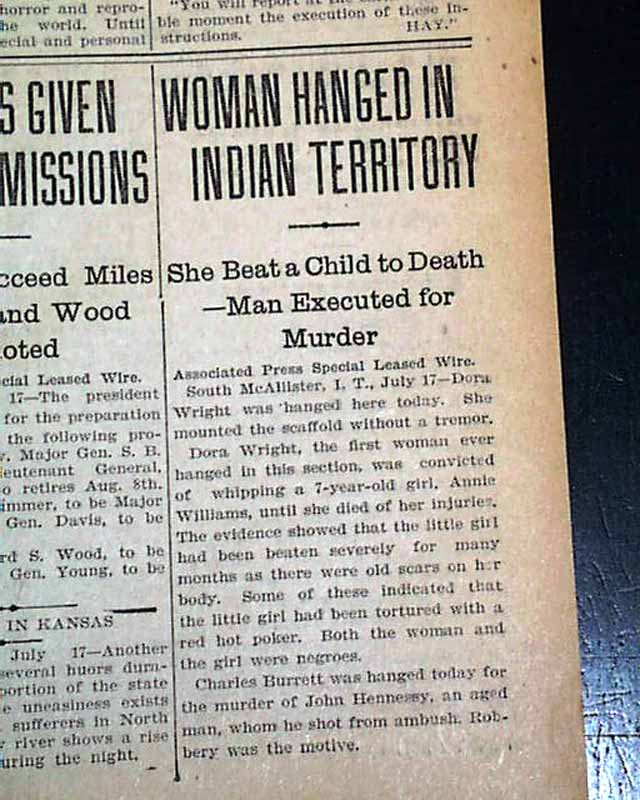 horror and repro-
the world. Until
ecial and personal
S GIVEN
MISSIONS
cceed Miles
and Wood
oted
cial Leased Wire.
17—The president
for the preparation
the following pro-
. Major Gen. S. B.
eutenant General,
o retires Aug. 8th.
immer, to be Major
Gen. Davis, to be
rd S. Wood, to be
Gen. Young, to be
IN KANSAS
July 17—Another
several huors dura-
portion of the state
e uneasiness exists
sufferers in North
river shows a rise
uring the night.
"You will report at the
ble moment the execution of these in-
structions. HAY."
WOMAN HANGED IN
INDIAN TERRITORY
She Beat a Child to Death
—Man Executed for
Murder
Associated Press Special Leased Wire.
South McAllister, I. T., July 17—Dora
Wright was hanged here today. She
mounted the scaffold without a tremor.
Dora Wright, the first woman ever
hanged in this section, was convicted
of whipping a 7-year-old girl, Annie
Williams, until she died of her injuries.
The evidence showed that the little girl
had been beaten severely for many
months as there were old scars on her
body. Some of these indicated that
the little girl had been tortured with a
red hot poker. Both the woman and
the girl were negroes.
Charles Burrett was hanged today for
the murder of John Hennessy, an aged
man, whom he shot from ambush. Rob-
bery was the motive.